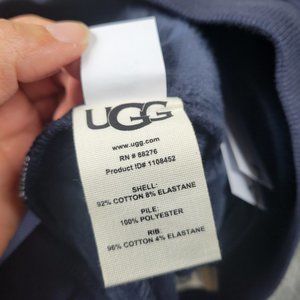 UGG
www.ugg.com
RN # 88276
Product ID# 1108452
SHELL:
92% COTTON 8% ELASTANE
PILE:
100% POLYESTER
RIB:
96% COTTON 4% ELASTANE